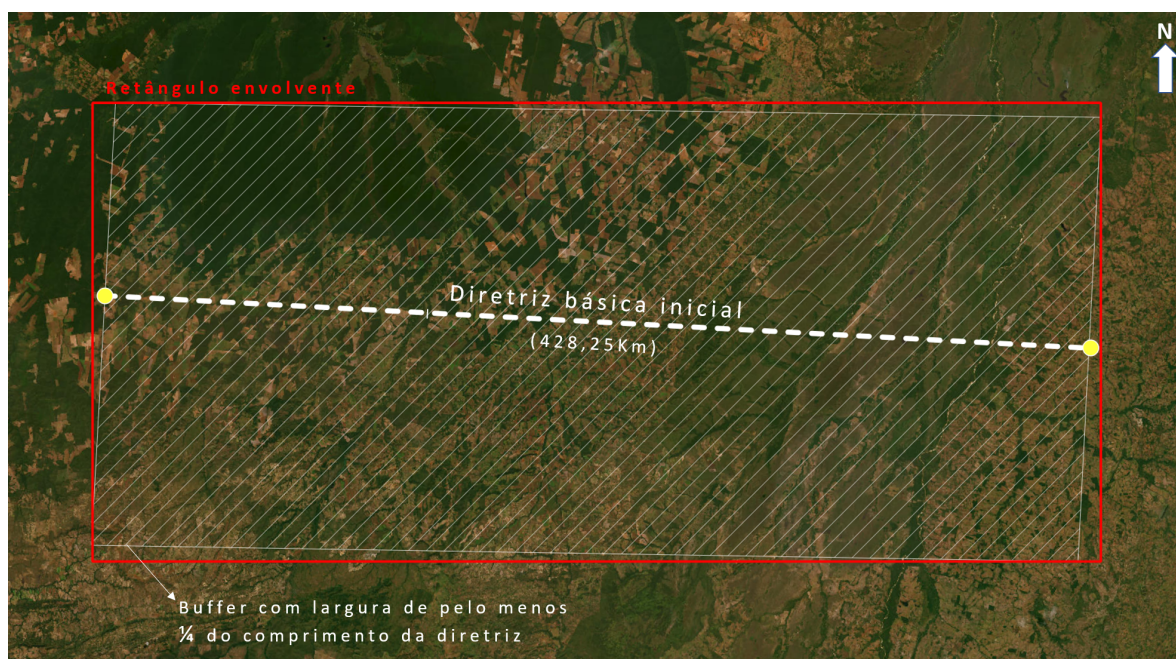 N
Retângulo envolvente
Diretriz básica inicial
(428,25Km)
Buffer com largura de pelo menos
¼ do comprimento da diretriz